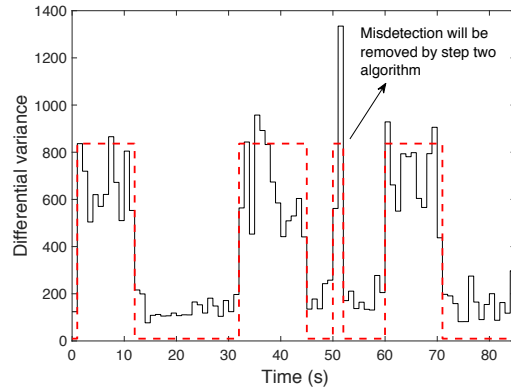 1400
1200
1000
800
600
400
200
0
Differential variance
Misdetection will be
removed by step two
algorithm
0 10 20 30 40 50 60 70 80
Time (s)